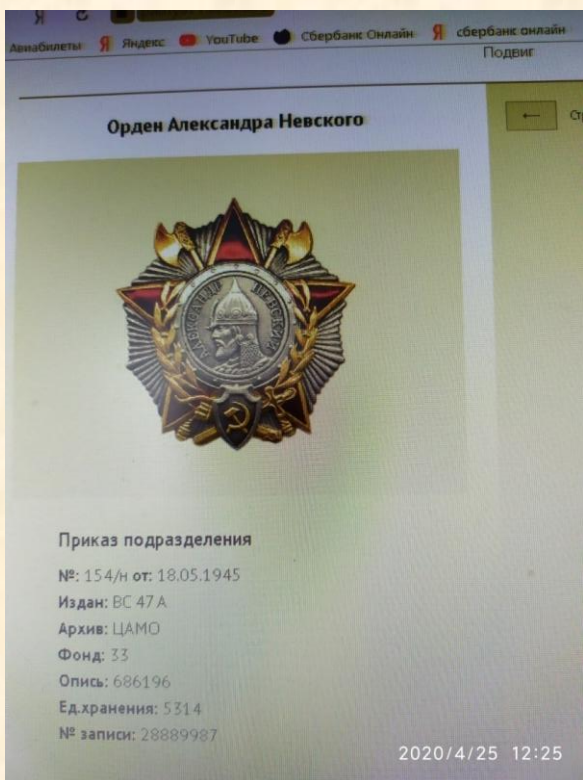 Я
Авиабилеты Я Яндекс YouTube Сбербанк Онлайн Я сбербанк онлайн
Подвиг
Орден Александра Невского
←
АЛЕКСАНДР НЕВСКИЙ
Приказ подразделения
№: 154/н от: 18.05.1945
Издан: ВС 47 А
Архив: ЦАМО
Фонд: 33
Опись: 686196
Ед.хранения: 5314
№ записи: 28889987
2020/4/25 12:25